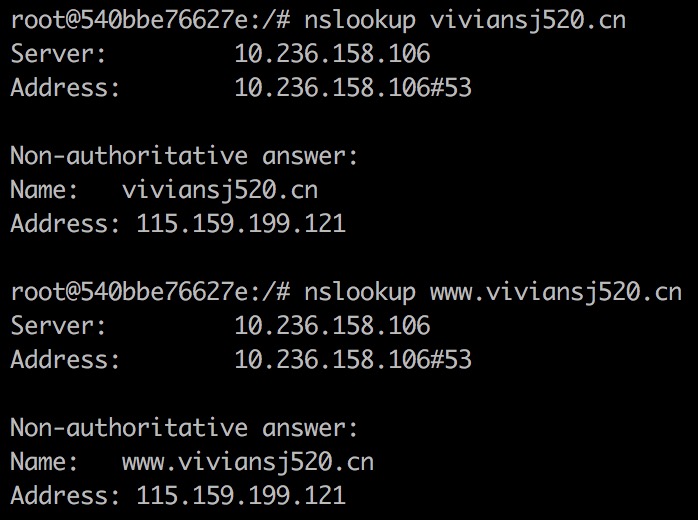 root@540bbe76627e:/# nslookup viviansj520.cn
Server:         10.236.158.106
Address:        10.236.158.106#53
Non-authoritative answer:
Name:   viviansj520.cn
Address: 115.159.199.121
root@540bbe76627e:/# nslookup www.viviansj520.cn
Server:         10.236.158.106
Address:        10.236.158.106#53
Non-authoritative answer:
Name:   www.viviansj520.cn
Address: 115.159.199.121